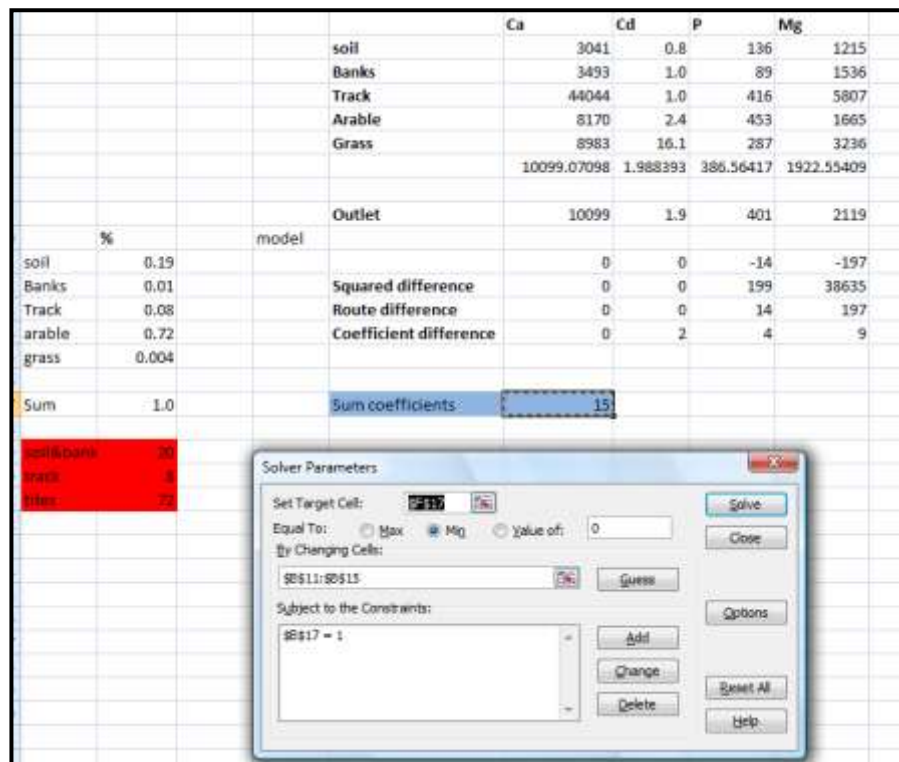 Ca Cd P Mg
soil 3041 0.8 136 1215
Banks 3493 1.0 89 1536
Track 44044 1.0 416 5807
Arable 8170 2.4 453 1665
Grass 8983 16.1 287 3236
10099.07098 1.988393 386.56417 1922.55409
Outlet 10099 1.9 401 2119
% model
soil 0.19 0 0 -14 -197
Banks 0.01 Squared difference 0 0 199 38635
Track 0.08 Route difference 0 0 14 197
arable 0.72 Coefficient difference 0 2 4 9
grass 0.004
Sum 1.0 Sum coefficients 15
soil&bank 20
track 8
72
Solver Parameters
Set Target Cell: Solve
Equal To: Max Min Value of: 0 Close
By Changing Cells:
$B$11:$B$15 Guess
Subject to the Constraints: Options
$B$17 = 1 Add
Change
Reset All
Delete
Help